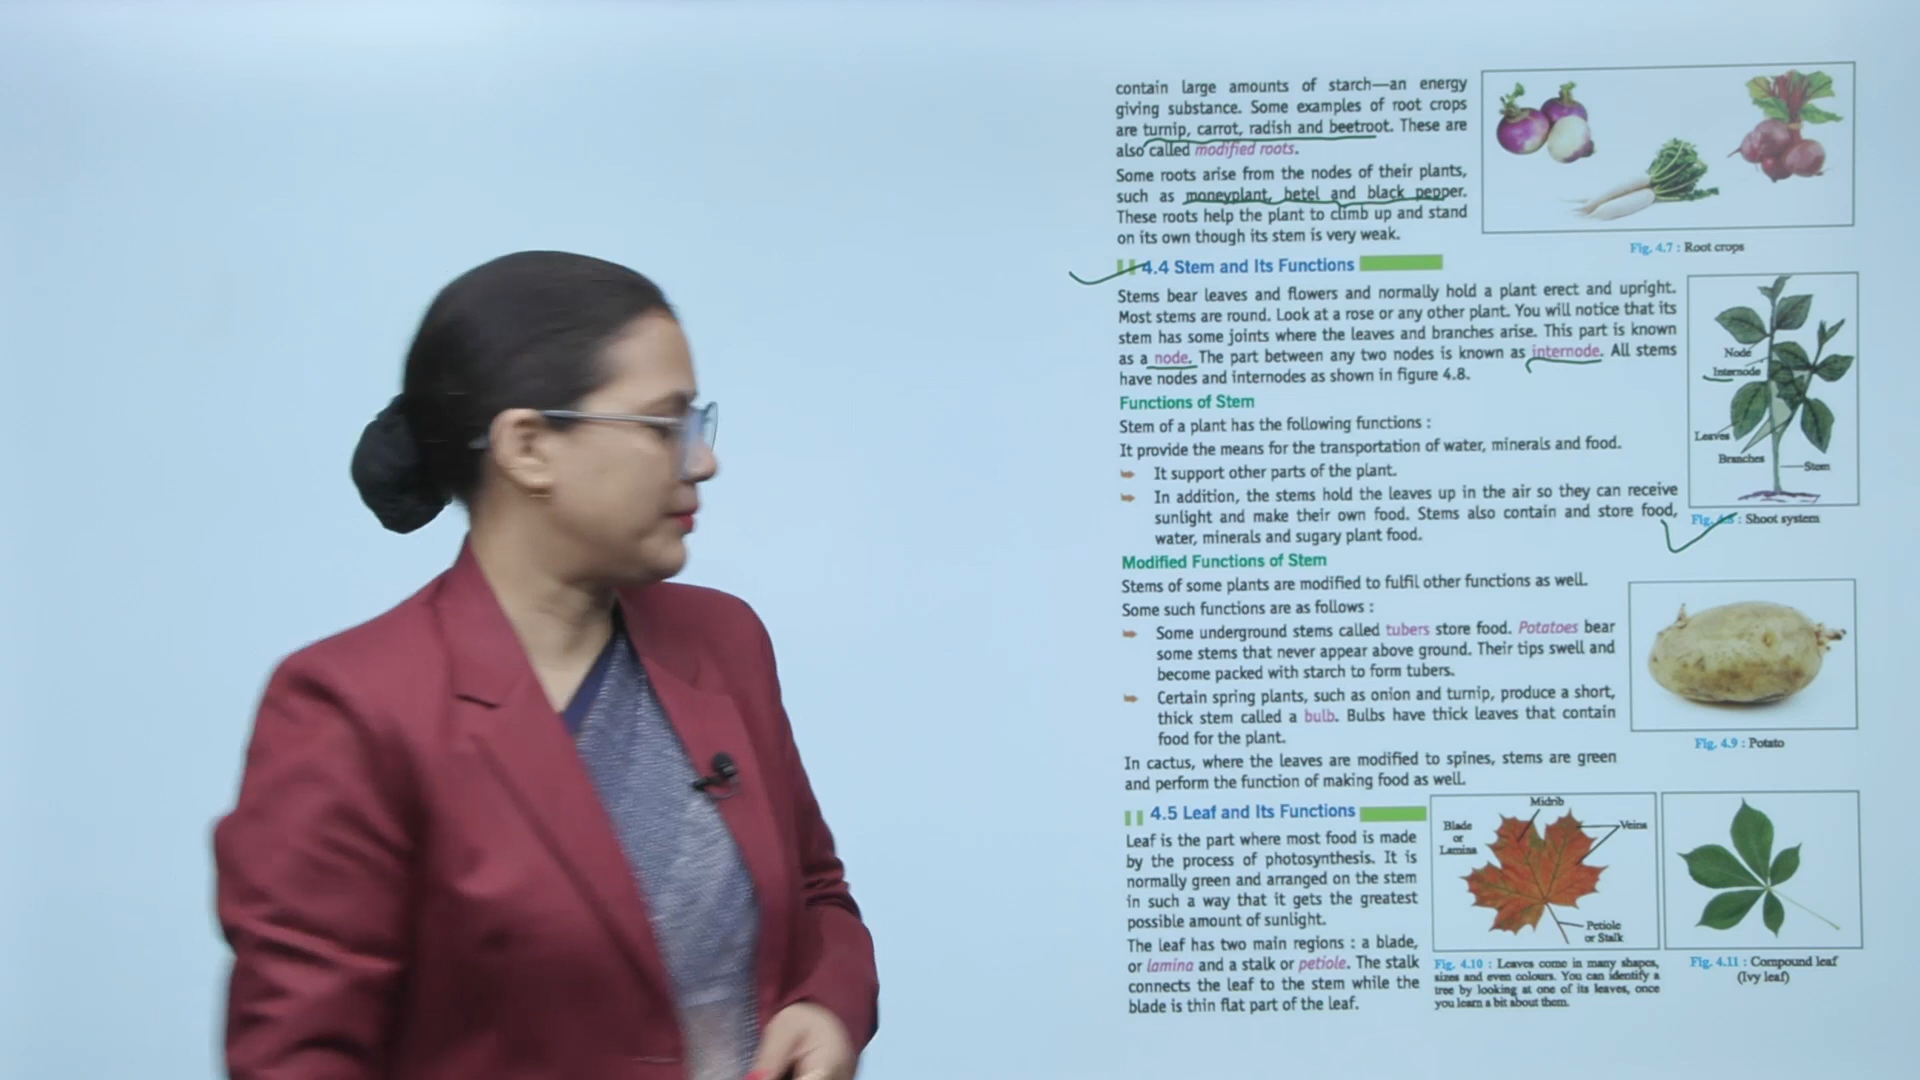 contain large amounts of starch—an energy
giving substance. Some examples of root crops
are turnip, carrot, radish and beetroot. These are
also called modified roots.
Some roots arise from the nodes of their plants,
such as moneyplant, betel and black pepper.
These roots help the plant to climb up and stand
on its own though its stem is very weak.
Fig. 4.7 : Root crops
4.4 Stem and Its Functions
Stems bear leaves and flowers and normally hold a plant erect and upright.
Most stems are round. Look at a rose or any other plant. You will notice that its
stem has some joints where the leaves and branches arise. This part is known
as a node. The part between any two nodes is known as internode. All stems
have nodes and internodes as shown in figure 4.8.
Node
Internode
Leaves
Branches
Stem
Fig. 4.8 : Shoot system
Functions of Stem
Stem of a plant has the following functions :
It provide the means for the transportation of water, minerals and food.
It support other parts of the plant.
In addition, the stems hold the leaves up in the air so they can receive
sunlight and make their own food. Stems also contain and store food,
water, minerals and sugary plant food.
Modified Functions of Stem
Stems of some plants are modified to fulfil other functions as well.
Some such functions are as follows :
Some underground stems called tubers store food. Potatoes bear
some stems that never appear above ground. Their tips swell and
become packed with starch to form tubers.
Certain spring plants, such as onion and turnip, produce a short,
thick stem called a bulb. Bulbs have thick leaves that contain
food for the plant.
Fig. 4.9 : Potato
In cactus, where the leaves are modified to spines, stems are green
and perform the function of making food as well.
4.5 Leaf and Its Functions
Leaf is the part where most food is made
by the process of photosynthesis. It is
normally green and arranged on the stem
in such a way that it gets the greatest
possible amount of sunlight.
The leaf has two main regions : a blade,
or lamina and a stalk or petiole. The stalk
connects the leaf to the stem while the
blade is thin flat part of the leaf.
Midrib
Blade
or
Lamina
Veins
Petiole
or Stalk
Fig. 4.10 : Leaves come in many shapes,
sizes and even colours. You can identify a
tree by looking at one of its leaves, once
you learn a bit about them.
Fig. 4.11 : Compound leaf
(Ivy leaf)